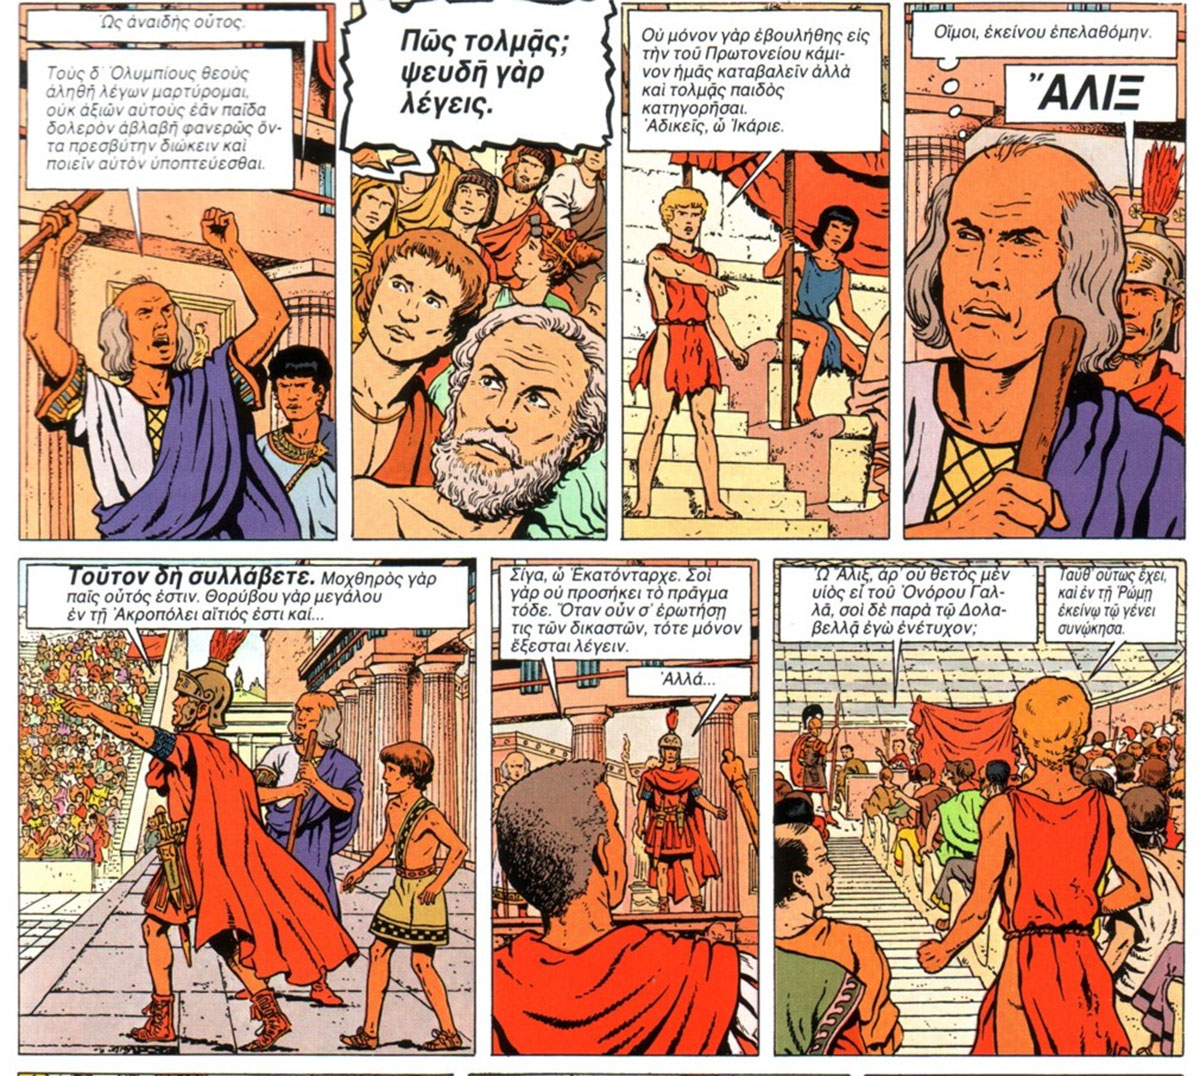 Ὡς ἀναιδὴς οὗτος.
Τοὺς δ' Ὀλυμπίους θεοὺς
ἀληθῆ λέγων μαρτύρομαι,
οὐκ ἀξιῶν αὐτοὺς ἐᾶν παῖδα
δολερὸν ἀβλαβῆ φανερῶς ὄν-
τα πρεσβύτην διώκειν καὶ
ποιεῖν αὐτὸν ὑποπτεύεσθαι.
Πῶς τολμᾷς;
ψευδῆ γὰρ
λέγεις.
Οὐ μόνον γὰρ ἐβουλήθης εἰς
τὴν τοῦ Πρωτονείου κάμι-
νον ἡμᾶς καταβαλεῖν ἀλλὰ
καὶ τολμᾷς παιδὸς
κατηγορῆσαι.
Ἀδικεῖς, ὦ Ἰκάριε.
Οἴμοι, ἐκείνου ἐπελαθόμην.
ἌΛΙΞ
Τοῦτον δὴ συλλάβετε. Μοχθηρὸς γὰρ
παῖς οὗτός ἐστιν. Θορύβου γὰρ μεγάλου
ἐν τῇ Ἀκροπόλει αἴτιός ἐστι καί...
Σίγα, ὦ Ἑκατόνταρχε. Σοὶ
γὰρ οὐ προσήκει τὸ πρᾶγμα
τόδε. Ὅταν οὖν σ' ἐρωτήσῃ
τις τῶν δικαστῶν, τότε μόνον
ἔξεσται λέγειν.
Ἀλλά...
Ὦ Ἄλιξ, ἆρ' οὐ θετὸς μὲν
υἱὸς εἶ τοῦ Ὀνόρου Γαλ-
λᾶ, σοὶ δὲ παρὰ τῷ Δολα-
βελλᾷ ἐγὼ ἐνέτυχον;
Ταῦθ' οὕτως ἔχει,
καὶ ἐν τῇ Ῥώμῃ
ἐκείνῳ τῷ γένει
συνῴκησα.